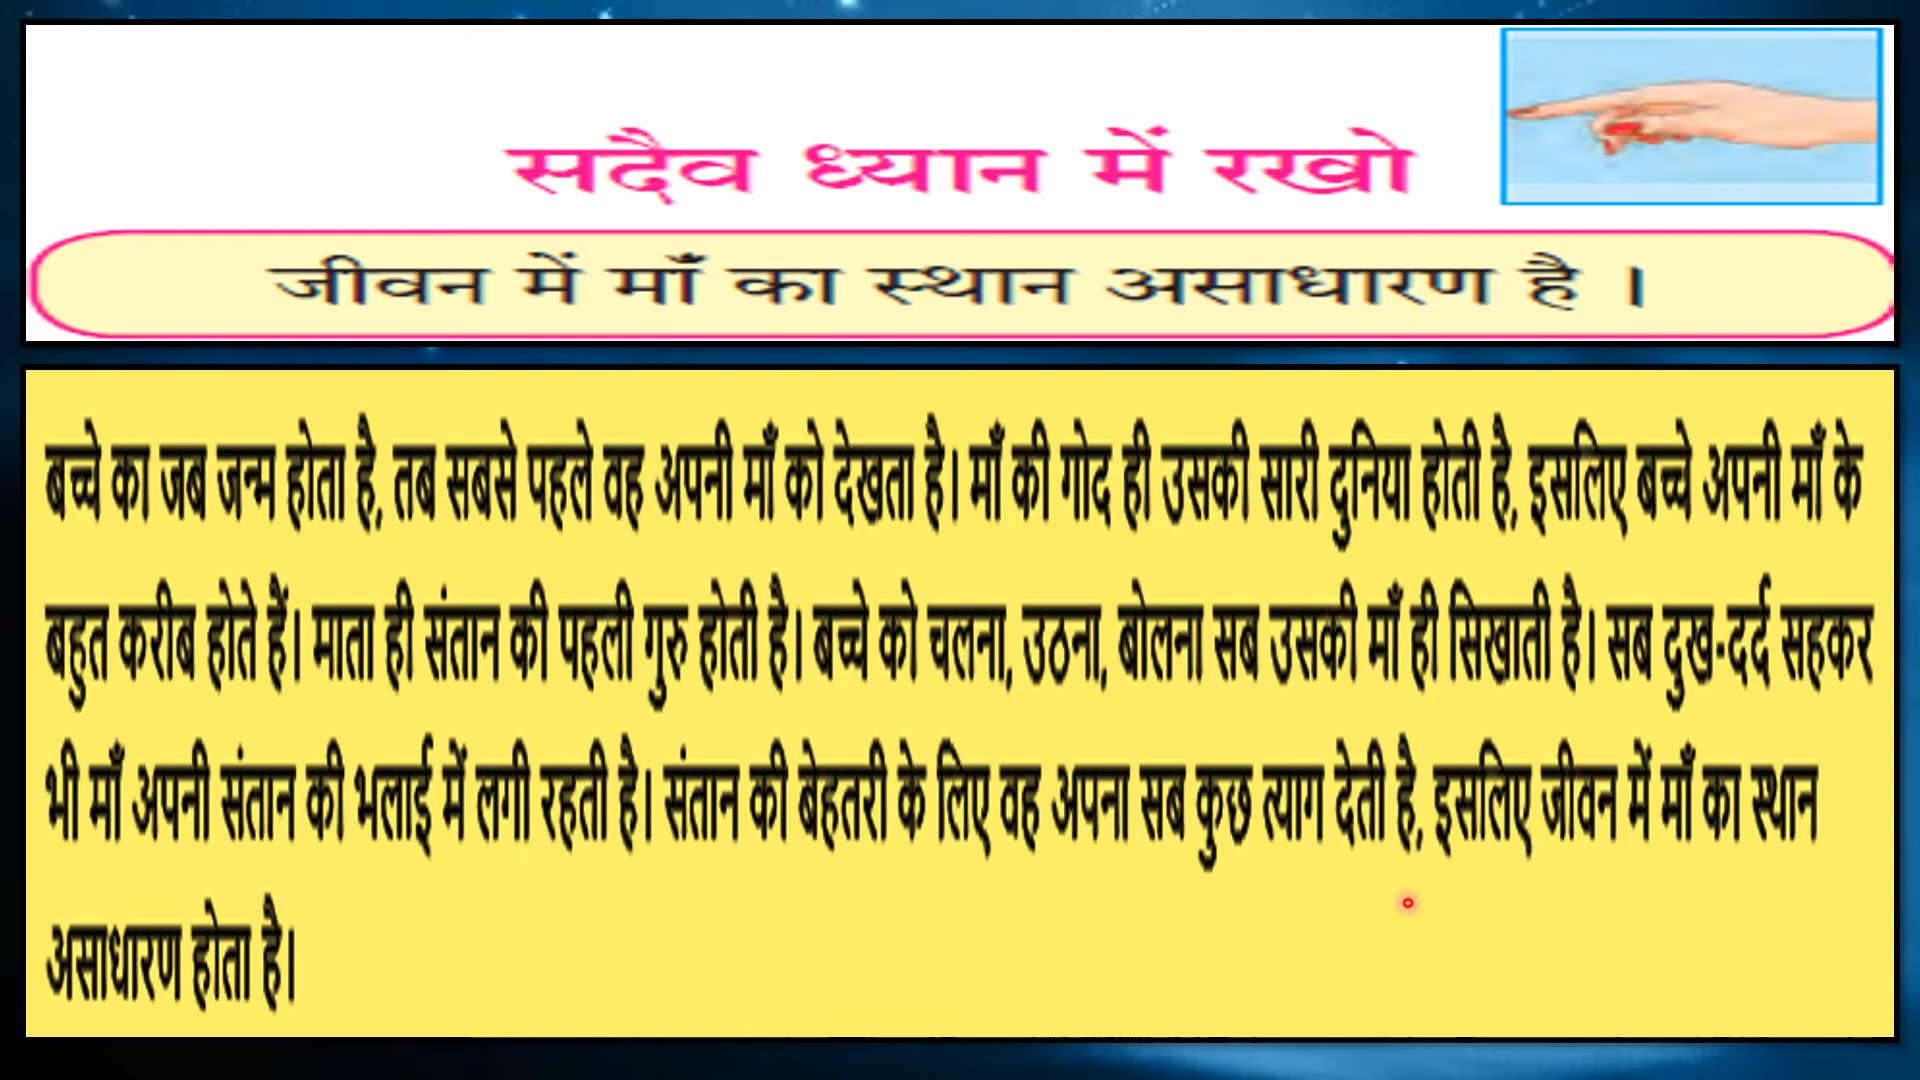 सदैव ध्यान में रखो
जीवन में माँ का स्थान असाधारण है ।
बच्चे का जब जन्म होता है, तब सबसे पहले वह अपनी माँ को देखता है। माँ की गोद ही उसकी सारी दुनिया होती है, इसलिए बच्चे अपनी माँ के
बहुत करीब होते हैं। माता ही संतान की पहली गुरु होती है। बच्चे को चलना, उठना, बोलना सब उसकी माँ ही सिखाती है। सब दुख-दर्द सहकर
भी माँ अपनी संतान की भलाई में लगी रहती है। संतान की बेहतरी के लिए वह अपना सब कुछ त्याग देती है, इसलिए जीवन में माँ का स्थान
असाधारण होता है।